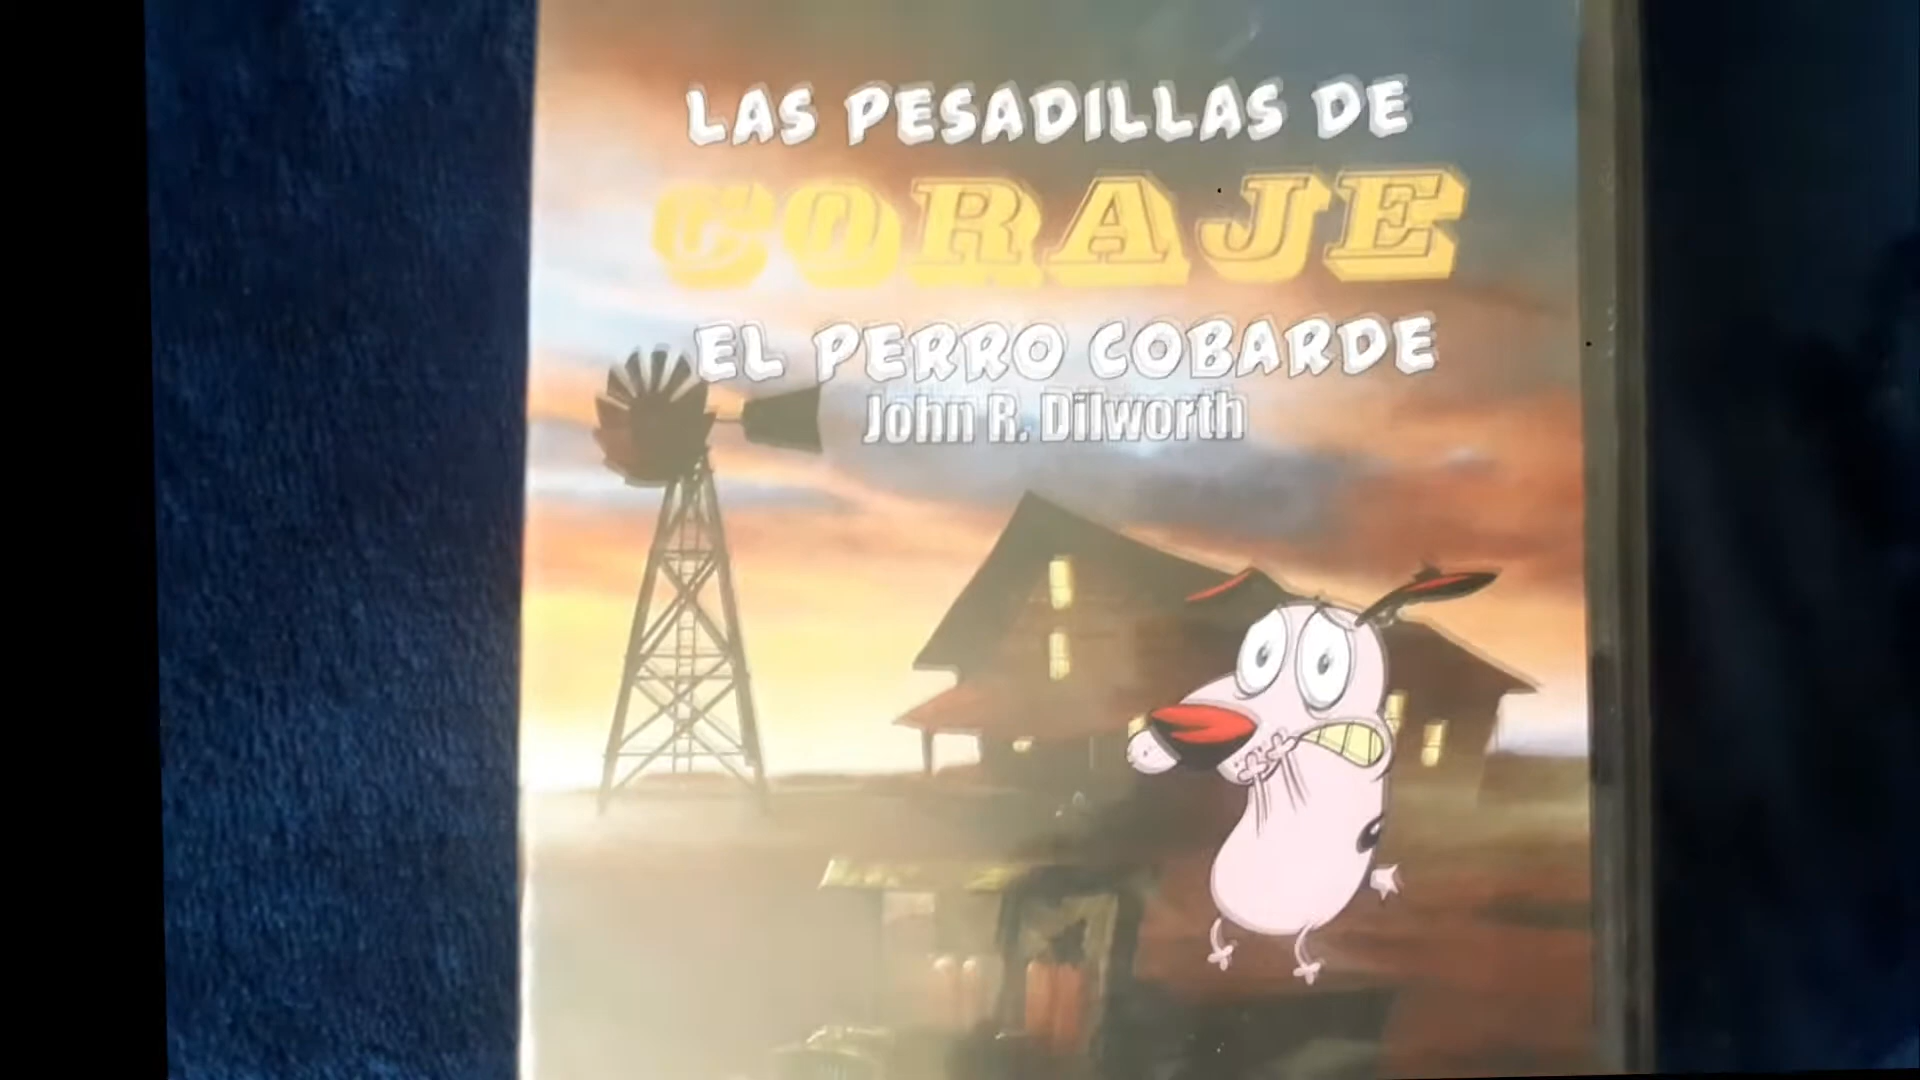 LAS PESADILLAS DE
CORAJE
EL PERRO COBARDE
John R. Dilworth